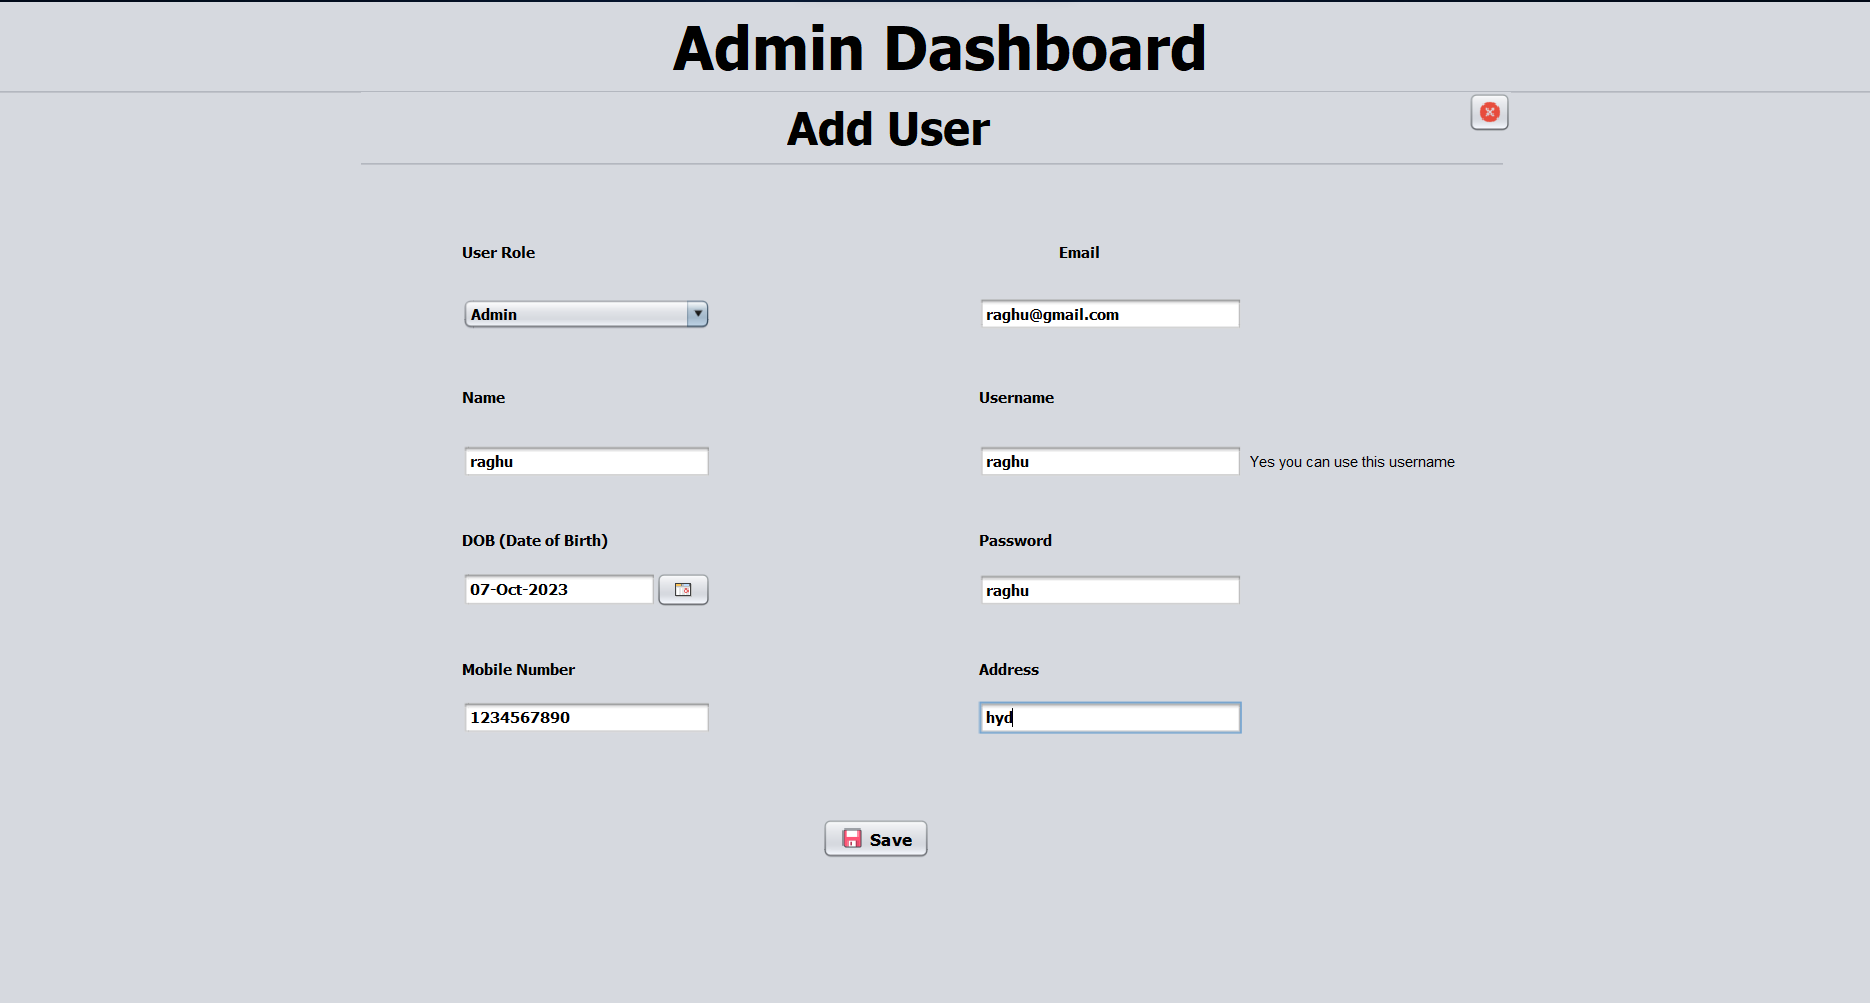 Admin Dashboard
Add User
User Role
Email
Admin
raghu@gmail.com
Name
Username
raghu
raghu
Yes you can use this username
DOB (Date of Birth)
Password
07-Oct-2023
raghu
Mobile Number
Address
1234567890
hyd
Save